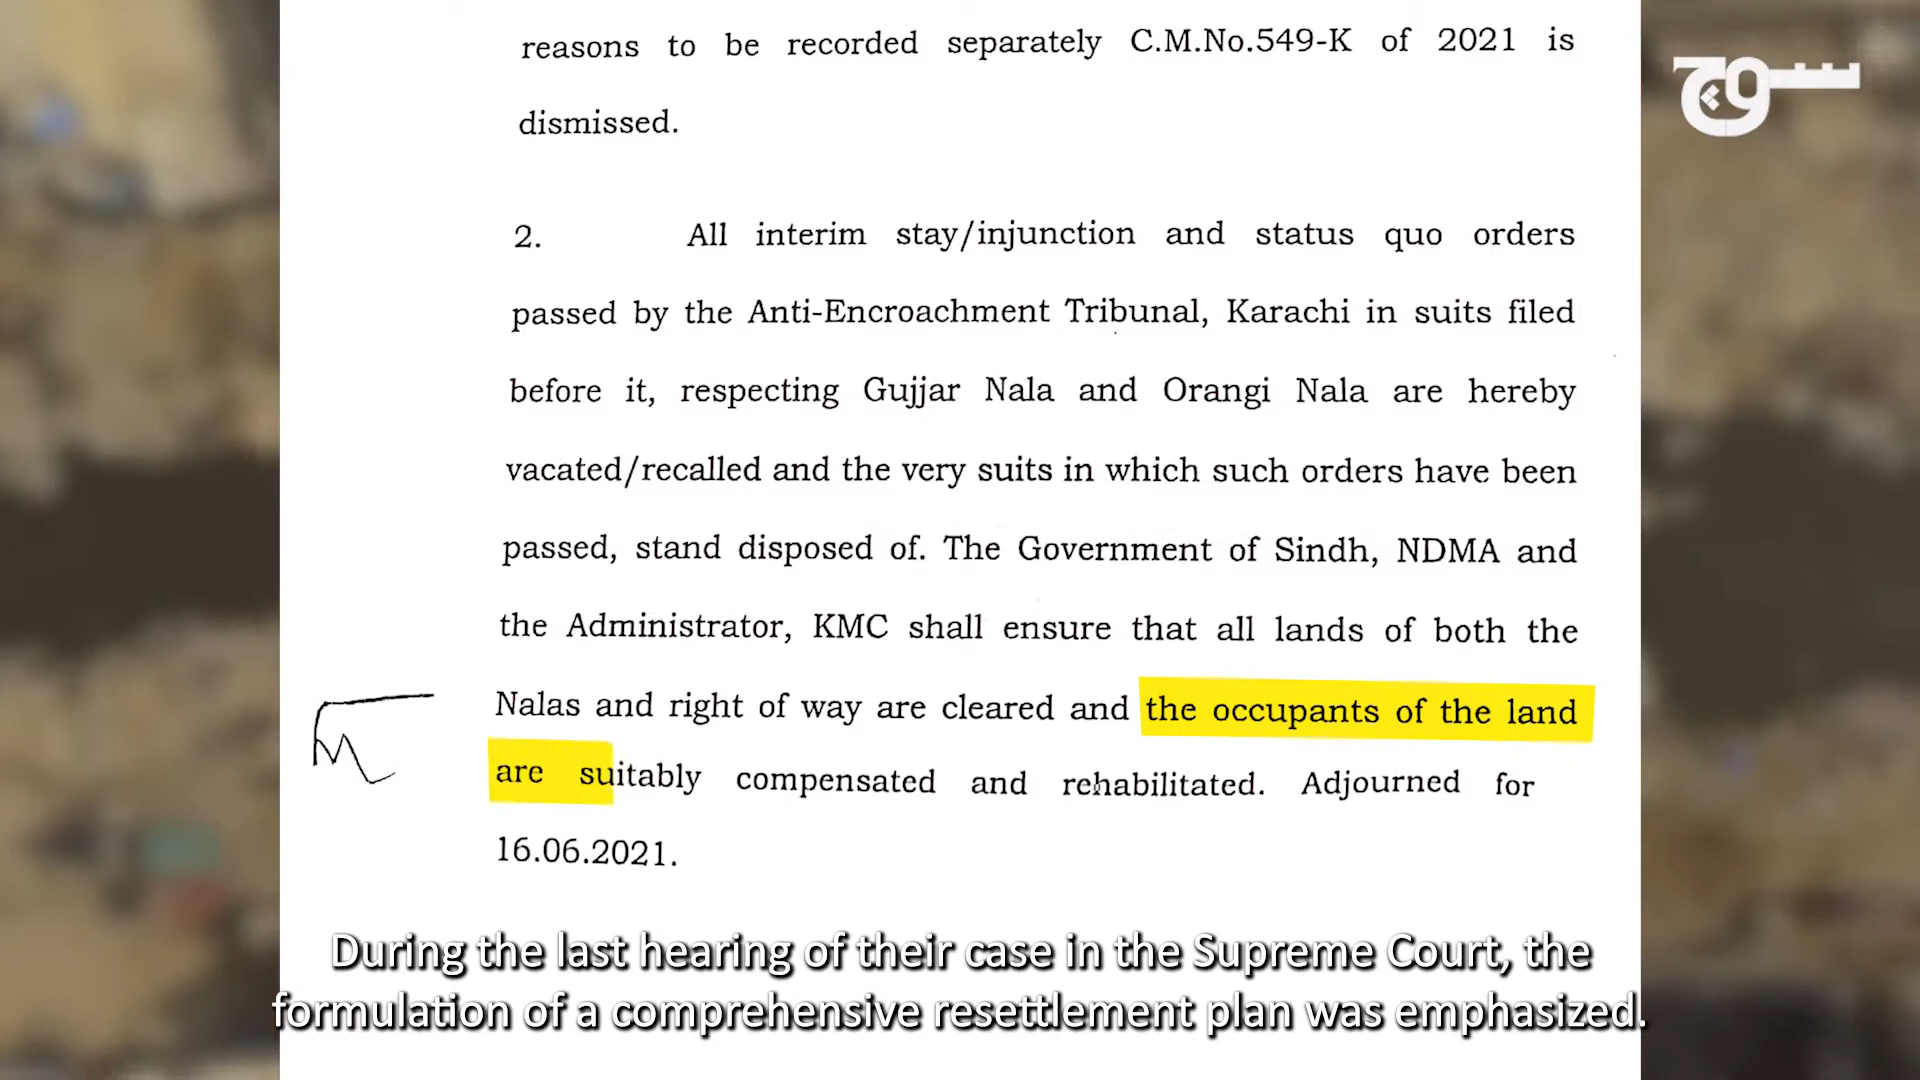 reasons to be recorded separately C.M.No.549-K of 2021 is
dismissed.
سوچ
2. All interim stay/injunction and status quo orders
passed by the Anti-Encroachment Tribunal, Karachi in suits filed
before it, respecting Gujjar Nala and Orangi Nala are hereby
vacated/recalled and the very suits in which such orders have been
passed, stand disposed of. The Government of Sindh, NDMA and
the Administrator, KMC shall ensure that all lands of both the
Nalas and right of way are cleared and the occupants of the land
are suitably compensated and rehabilitated. Adjourned for
16.06.2021.
During the last hearing of their case in the Supreme Court, the
formulation of a comprehensive resettlement plan was emphasized.